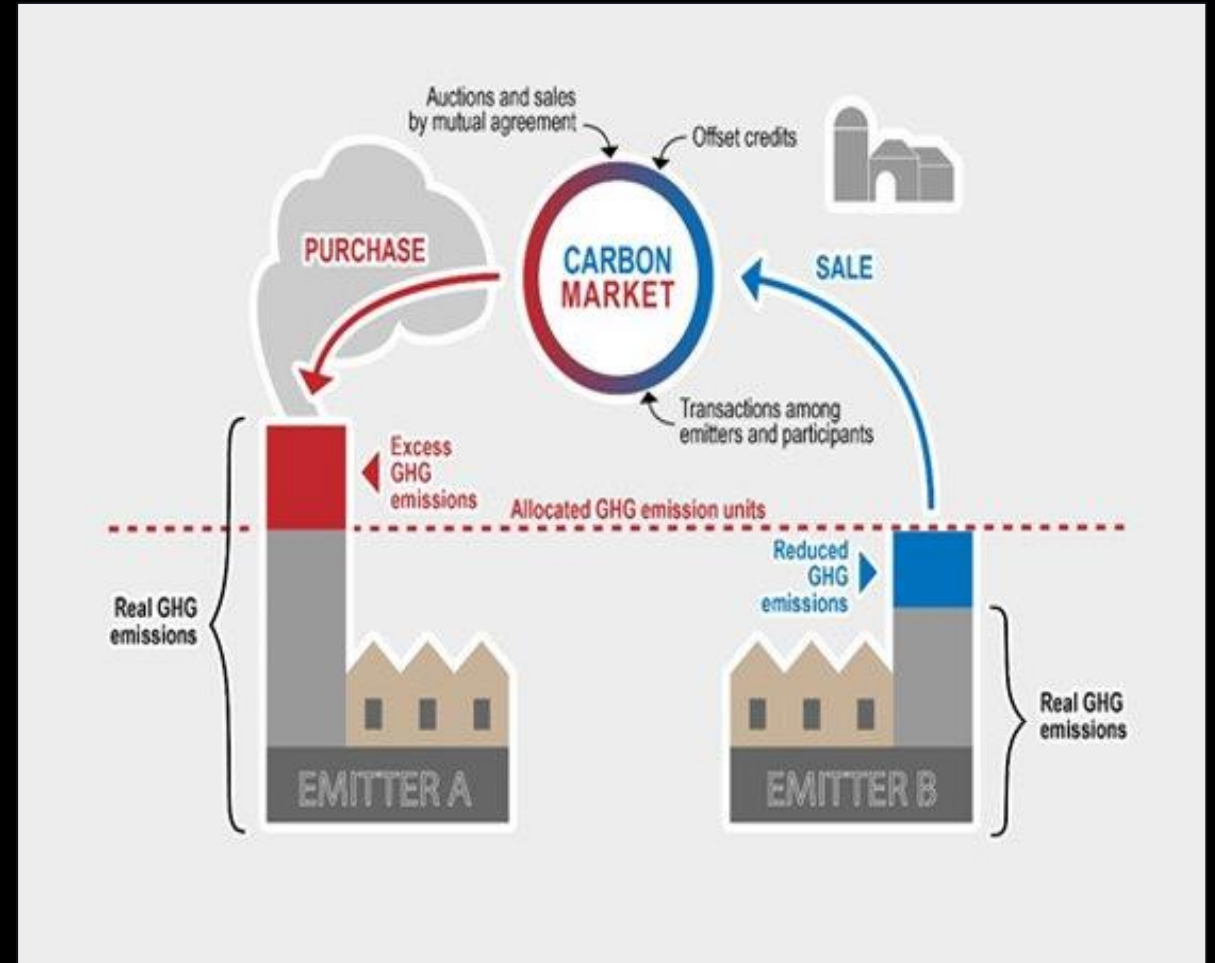 Auctions and sales
by mutual agreement
Offset credits
PURCHASE
CARBON
MARKET
SALE
Transactions among
emitters and participants
Excess
GHG
emissions
Allocated GHG emission units
Reduced
GHG
emissions
Real GHG
emissions
Real GHG
emissions
EMITTER A
EMITTER B